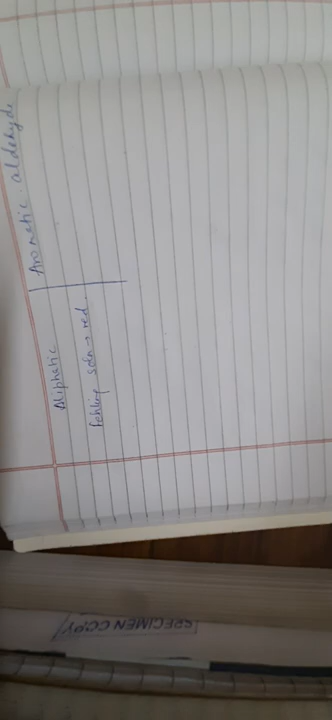 Aliphatic | Aromatic aldehyde
Fehling soln → red.
SPECIMEN COPY